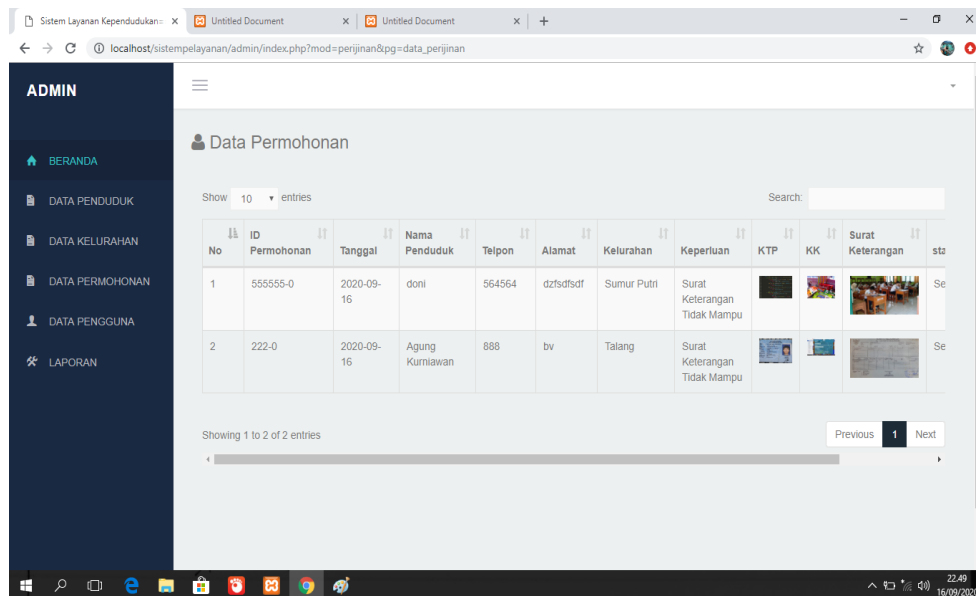 Sistem Layanan Kependudukan=
Untitled Document
Untitled Document
localhost/sistempelayanan/admin/index.php?mod=perijinan&pg=data_perijinan
ADMIN
Data Permohonan
BERANDA
DATA PENDUDUK
DATA KELURAHAN
DATA PERMOHONAN
DATA PENGGUNA
LAPORAN
Show 10 entries
Search:
No
ID Permohonan
Tanggal
Nama Penduduk
Telpon
Alamat
Kelurahan
Keperluan
KTP
KK
Surat Keterangan
sta
1 555555-0 2020-09-16 doni 564564 dzfsdfsdf Sumur Putri Surat Keterangan Tidak Mampu Se
2 222-0 2020-09-16 Agung Kurniawan 888 bv Talang Surat Keterangan Tidak Mampu Se
Showing 1 to 2 of 2 entries
Previous 1 Next
22.49
16/09/202